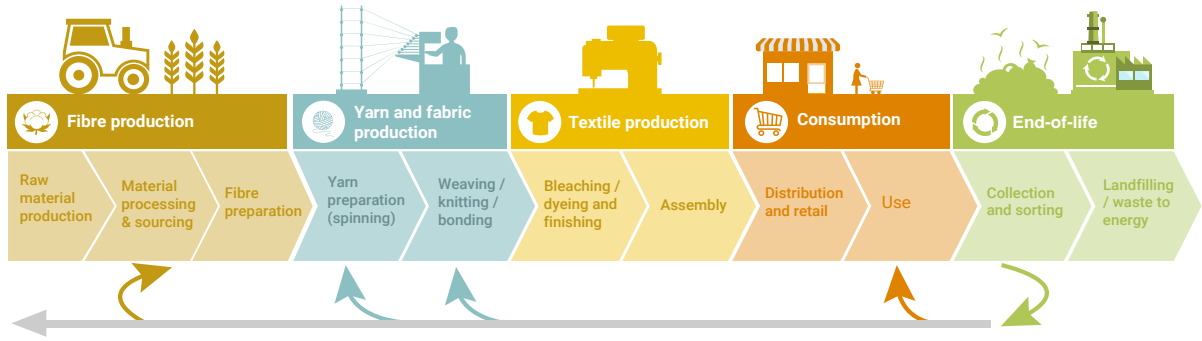 Fibre production
Yarn and fabric
production
Textile production
Consumption
End-of-life
Raw
material
production
Material
processing
& sourcing
Fibre
preparation
Yarn
preparation
(spinning)
Weaving /
knitting /
bonding
Bleaching /
dyeing and
finishing
Assembly
Distribution
and retail
Use
Collection
and sorting
Landfilling
/ waste to
energy